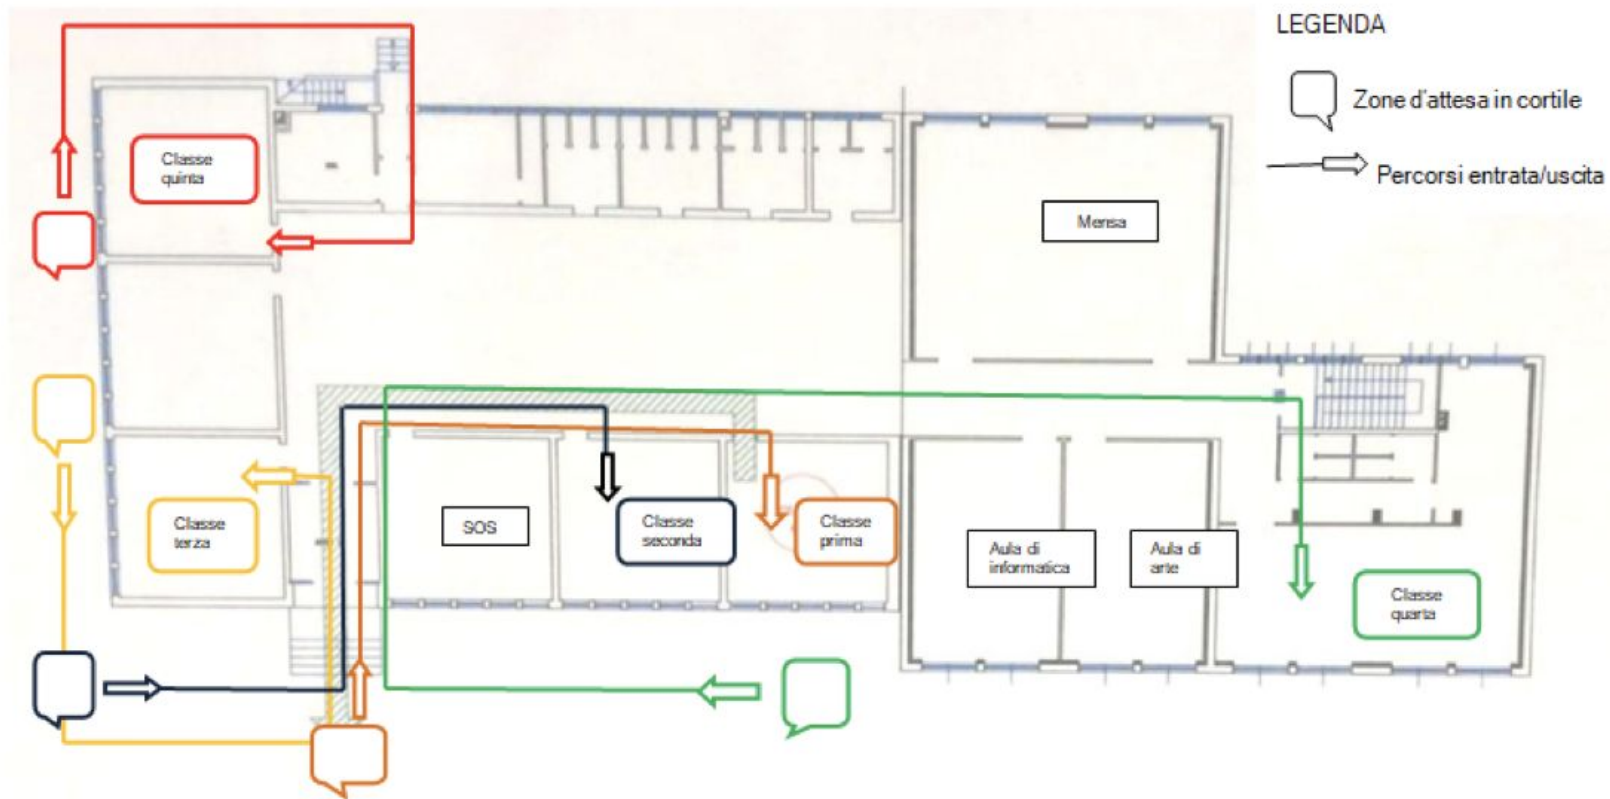 LEGENDA
Zone d'attesa in cortile
Percorsi entrata/uscita
Classe
quinta
Mensa
Classe
terza
SOS
Classe
seconda
Classe
prima
Aula di
informatica
Aula di
arte
Classe
quarta